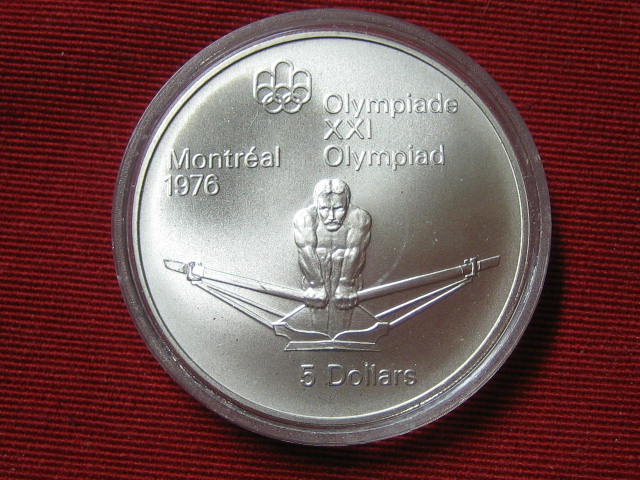 Olympiade
XXI
Olympiad
Montréal
1976
5 Dollars